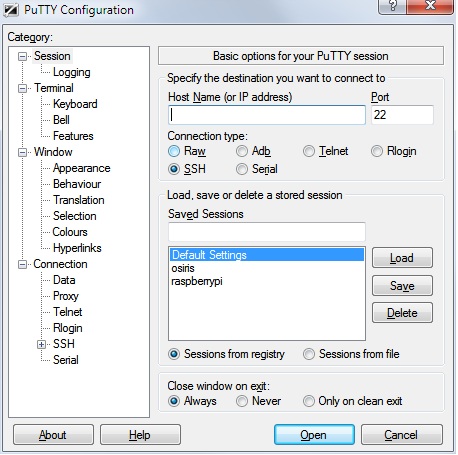 PuTTY Configuration
Category:
Session
Logging
Terminal
Keyboard
Bell
Features
Window
Appearance
Behaviour
Translation
Selection
Colours
Hyperlinks
Connection
Data
Proxy
Telnet
Rlogin
SSH
Serial
Basic options for your PuTTY session
Specify the destination you want to connect to
Host Name (or IP address) Port
22
Connection type:
Raw Adb Telnet Rlogin
SSH Serial
Load, save or delete a stored session
Saved Sessions
Default Settings
osiris
raspberrypi
Load
Save
Delete
Sessions from registry Sessions from file
Close window on exit:
Always Never Only on clean exit
About Help Open Cancel